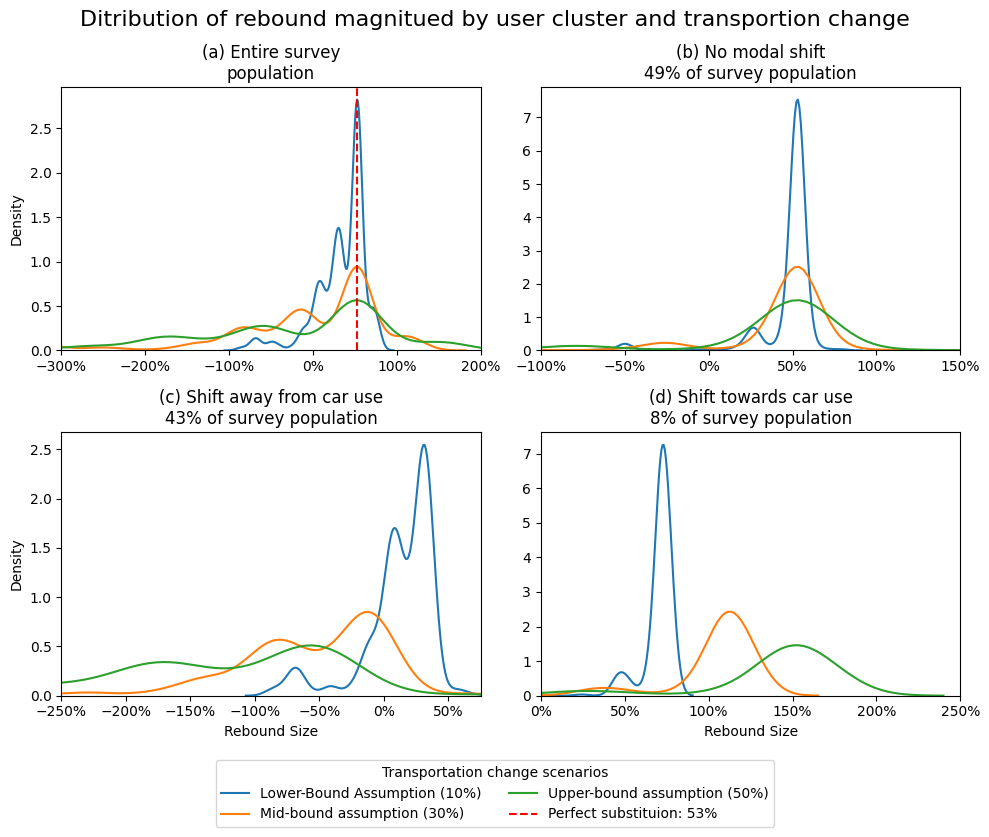 Ditribution of rebound magnitued by user cluster and transportion change
(a) Entire survey
population
(b) No modal shift
49% of survey population
Density
2.5
2.0
1.5
1.0
0.5
0.0
−300% −200% −100% 0% 100% 200%
7
6
5
4
3
2
1
0
−100% −50% 0% 50% 100% 150%
(c) Shift away from car use
43% of survey population
(d) Shift towards car use
8% of survey population
Density
2.5
2.0
1.5
1.0
0.5
0.0
−250% −200% −150% −100% −50% 0% 50%
Rebound Size
7
6
5
4
3
2
1
0
0% 50% 100% 150% 200% 250%
Rebound Size
Transportation change scenarios
Lower-Bound Assumption (10%)
Mid-bound assumption (30%)
Upper-bound assumption (50%)
Perfect substituion: 53%